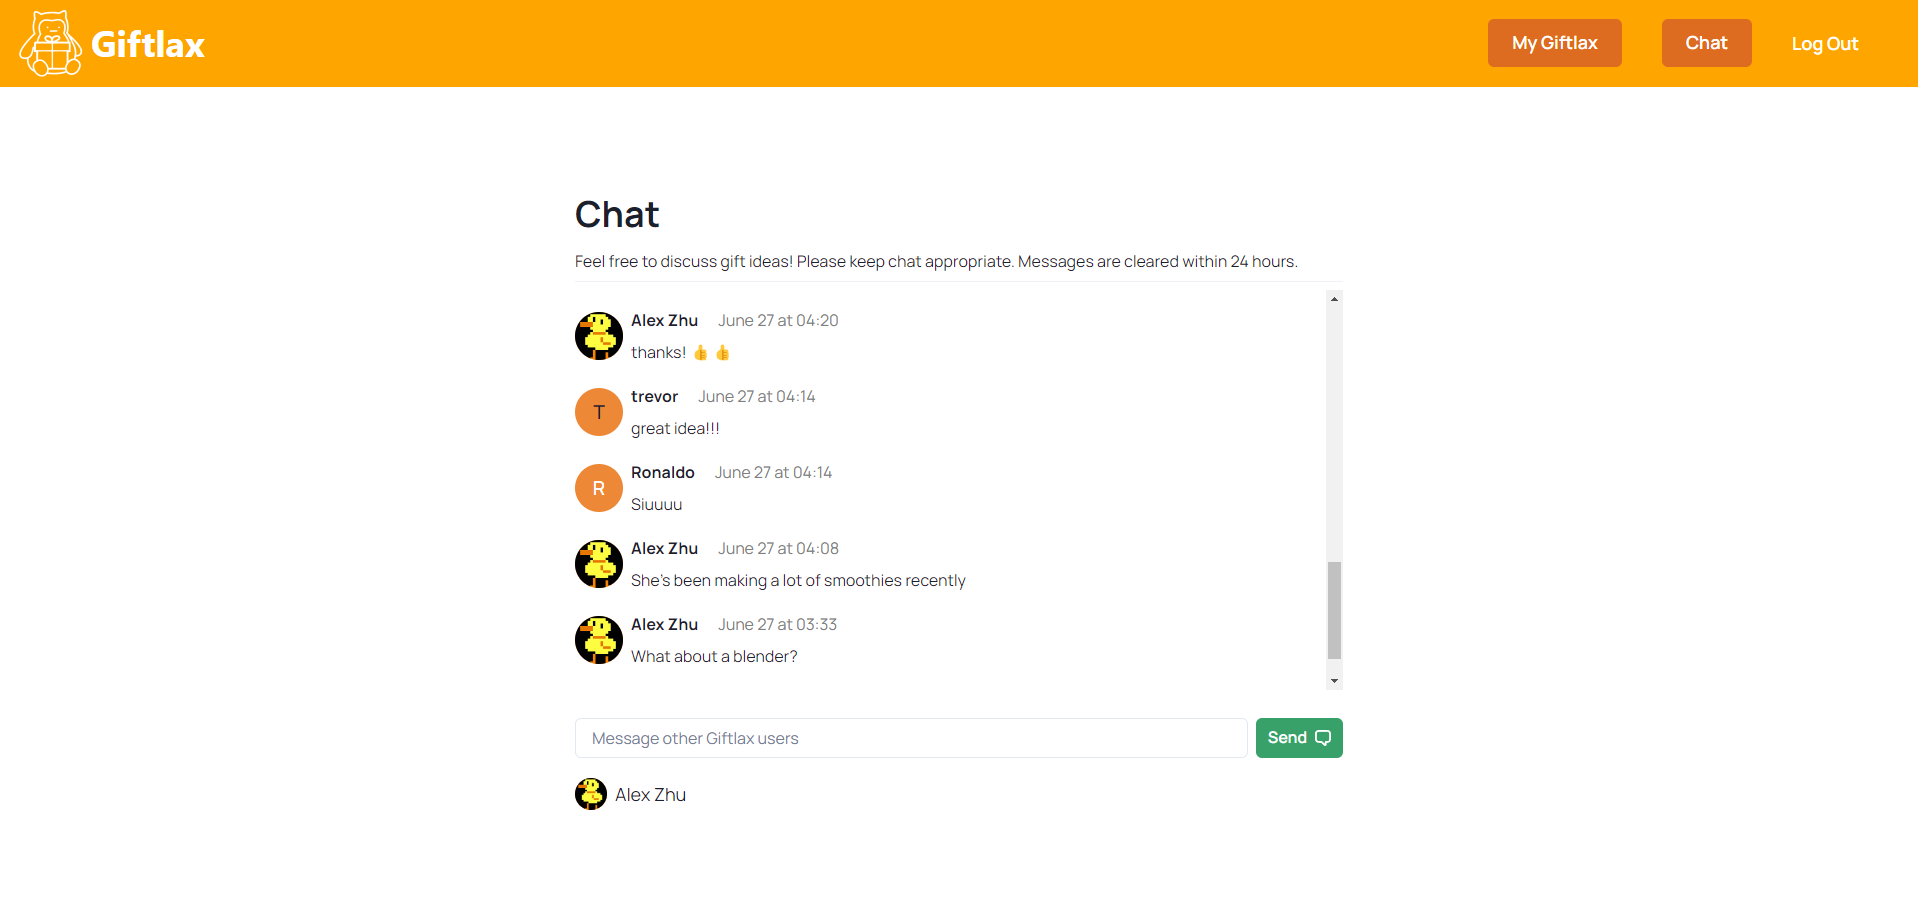 Giftlax
My Giftlax
Chat
Log Out
Chat
Feel free to discuss gift ideas! Please keep chat appropriate. Messages are cleared within 24 hours.
Alex Zhu June 27 at 04:20
thanks! 👍 👍
T
trevor June 27 at 04:14
great idea!!!
R
Ronaldo June 27 at 04:14
Siuuuu
Alex Zhu June 27 at 04:08
She's been making a lot of smoothies recently
Alex Zhu June 27 at 03:33
What about a blender?
Message other Giftlax users
Send
Alex Zhu